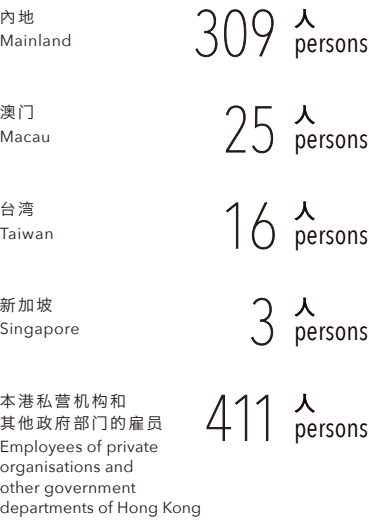 內地
Mainland
309 人
persons
澳门
Macau
25 人
persons
台湾
Taiwan
16 人
persons
新加坡
Singapore
3 人
persons
本港私营机构和
其他政府部门的雇员
Employees of private
organisations and
other government
departments of Hong Kong
411 人
persons